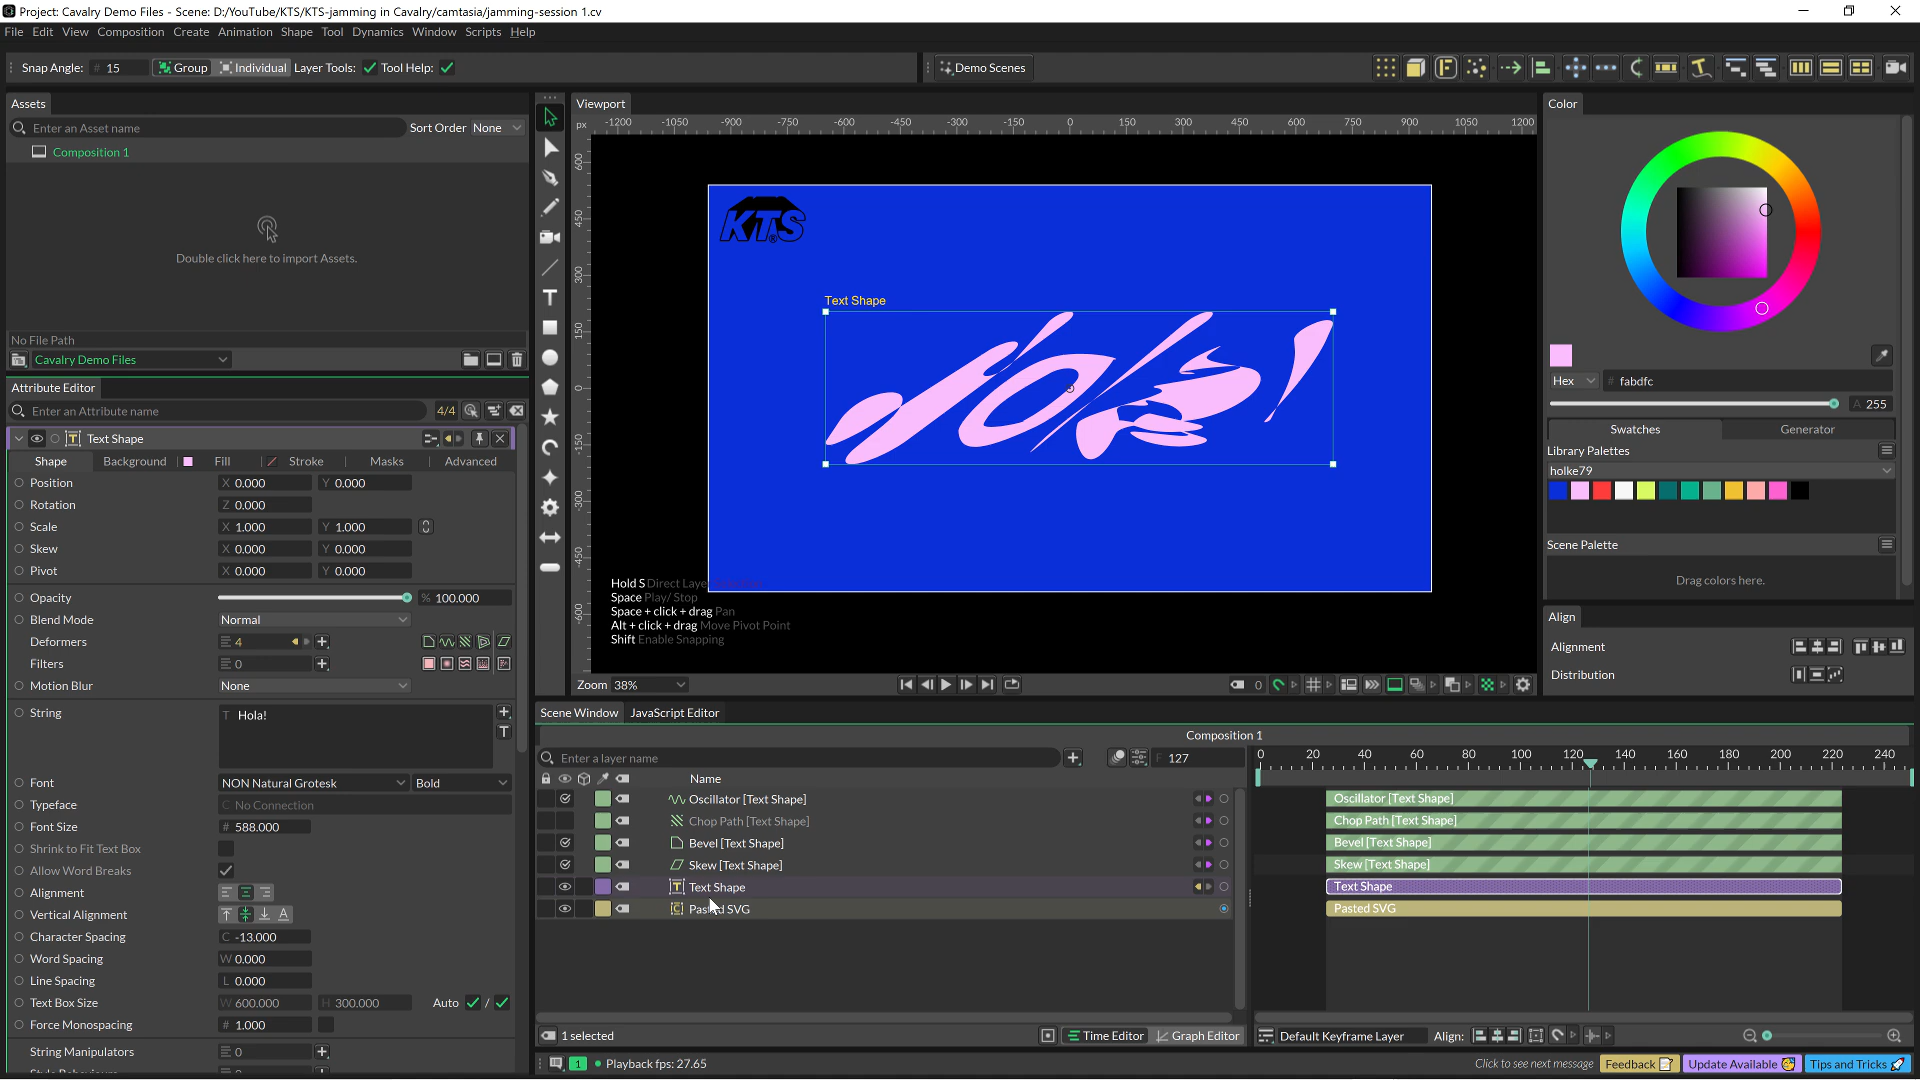 Project: Cavalry Demo Files - Scene: D:/YouTube/KTS/KTS-jamming in Cavalry/camtasia/jamming-session 1.cv
File Edit View Composition Create Animation Shape Tool Dynamics Window Scripts Help
Snap Angle: # 15 Group Individual Layer Tools: Tool Help: Demo Scenes
Assets
Enter an Asset name Sort Order None
Composition 1
Double click here to import Assets.
No File Path
Cavalry Demo Files
Attribute Editor
Enter an Attribute name 4/4
Text Shape
Shape Background Fill Stroke Masks Advanced
Position X 0.000 Y 0.000
Rotation Z 0.000
Scale X 1.000 Y 1.000
Skew X 0.000 Y 0.000
Pivot X 0.000 Y 0.000
Opacity % 100.000
Blend Mode Normal
Deformers 4
Filters 0
Motion Blur None
String T Hola!
Font NON Natural Grotesk Bold
Typeface C No Connection
Font Size # 588.000
Shrink to Fit Text Box
Allow Word Breaks
Alignment
Vertical Alignment
Character Spacing C -13.000
Word Spacing W 0.000
Line Spacing L 0.000
Text Box Size W 600.000 H 300.000 Auto /
Force Monospacing # 1.000
String Manipulators 0
Viewport
px -1200 -1050 -900 -750 -600 -450 -300 -150 0 150 300 450 600 750 900 1050 1200
600
450
300
150
0
-150
-300
-450
-600
KTS®
Text Shape
Hola!
Hold S Direct Laye
Space Play/ Stop
Space + click + drag Pan
Alt + click + drag Move Pivot Point
Shift Enable Snapping
Zoom 38% 0
Color
Hex # fabdfc
A 255
Swatches Generator
Library Palettes
holke79
Scene Palette
Drag colors here.
Align
Alignment
Distribution
Scene Window JavaScript Editor
Composition 1
Enter a layer name F 127
0 20 40 60 80 100 120 140 160 180 200 220 240
Name
Oscillator [Text Shape] Oscillator [Text Shape]
Chop Path [Text Shape] Chop Path [Text Shape]
Bevel [Text Shape] Bevel [Text Shape]
Skew [Text Shape] Skew [Text Shape]
Text Shape Text Shape
Pasted SVG Pasted SVG
1 selected Time Editor Graph Editor Default Keyframe Layer Align:
1 Playback fps: 27.65 Click to see next message Feedback Update Available Tips and Tricks